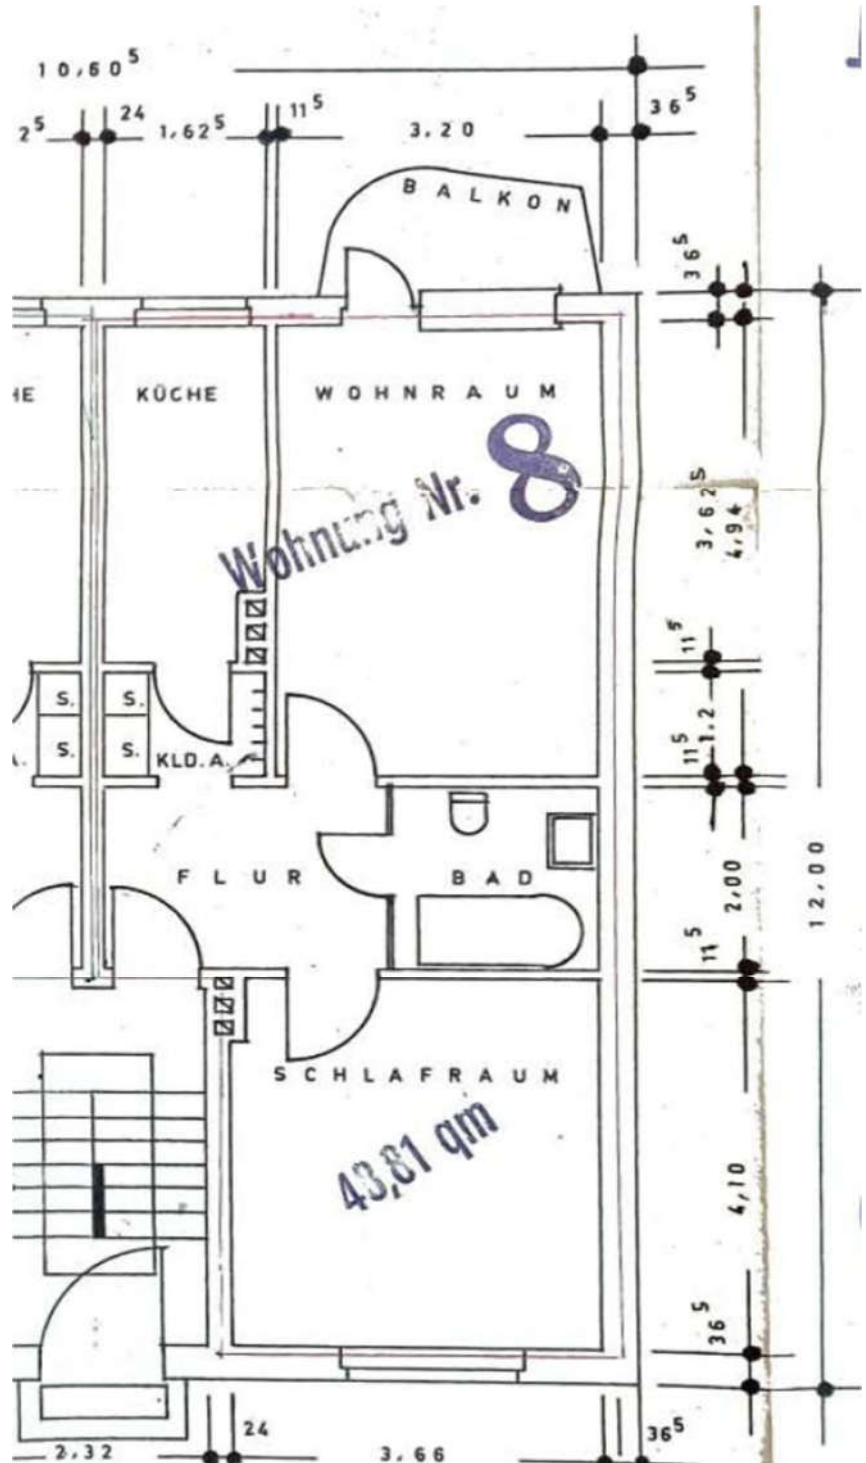 10,60⁵
2⁵ 24 1,62⁵ 11⁵ 3,20 36⁵
BALKON
36⁵
HE KÜCHE WOHNRAUM
Wohnung Nr. 8
3,62⁵ 4,94
11⁵
S. S.
S. S. KLD.A.
11⁵ 1.2
FLUR BAD
2,00 12,00
11⁵
SCHLAFRAUM
43,81 qm
4,10
36⁵
24 36⁵
2,32 3,66